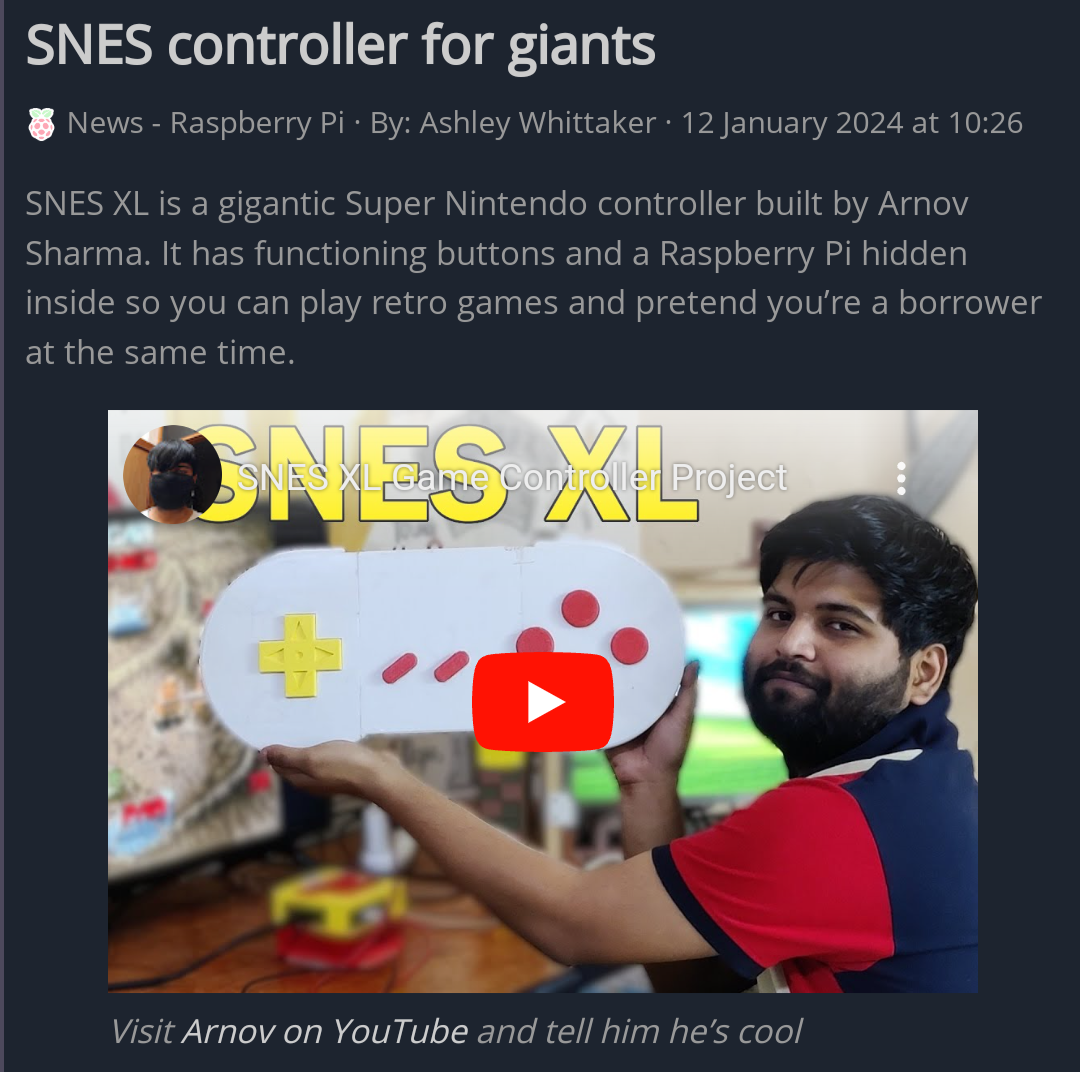 SNES controller for giants
News - Raspberry Pi · By: Ashley Whittaker · 12 January 2024 at 10:26
SNES XL is a gigantic Super Nintendo controller built by Arnov
Sharma. It has functioning buttons and a Raspberry Pi hidden
inside so you can play retro games and pretend you’re a borrower
at the same time.
SNES XL
SNES XL Game Controller Project
Visit Arnov on YouTube and tell him he’s cool